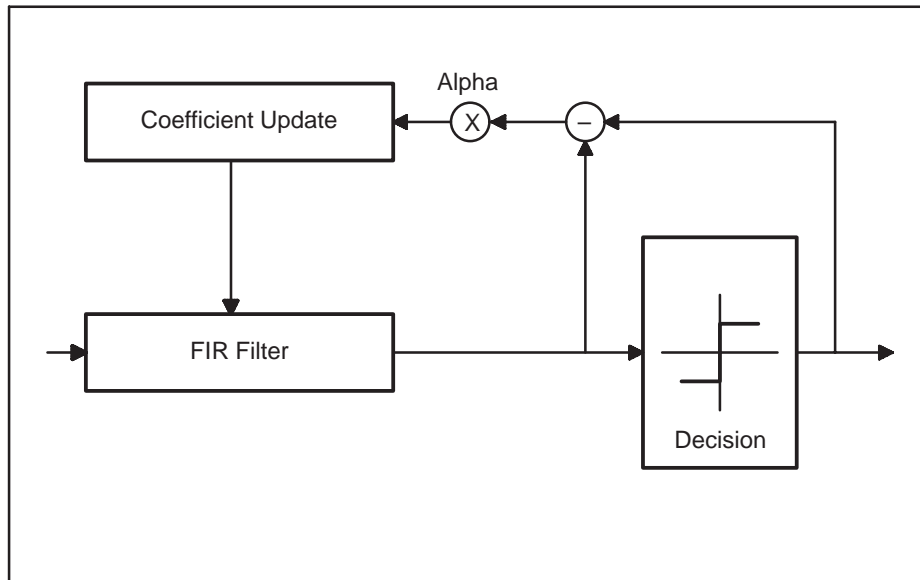 Alpha
Coefficient Update
X
–
FIR Filter
Decision